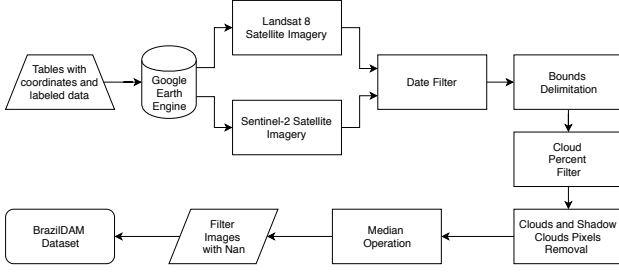 Tables with
coordinates and
labeled data
Google
Earth
Engine
Landsat 8
Satellite Imagery
Sentinel-2 Satellite
Imagery
Date Filter
Bounds
Delimitation
Cloud
Percent
Filter
Clouds and Shadow
Clouds Pixels
Removal
Median
Operation
Filter
Images
with Nan
BrazilDAM
Dataset